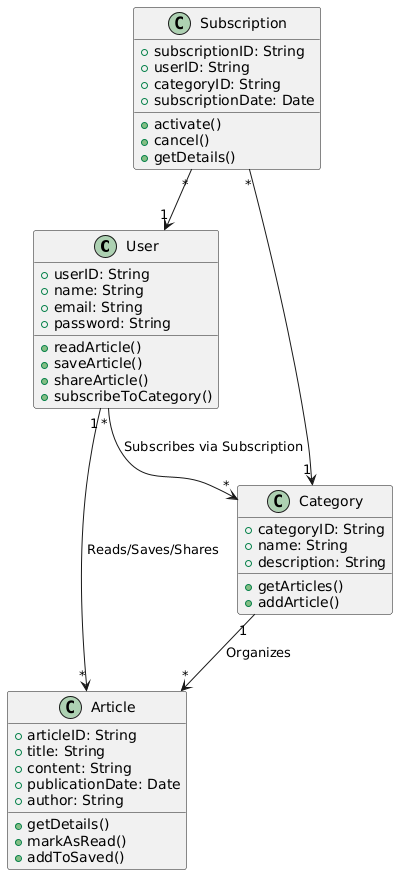 C Subscription
subscriptionID: String
userID: String
categoryID: String
subscriptionDate: Date
activate()
cancel()
getDetails()
* *
1
C User
userID: String
name: String
email: String
password: String
readArticle()
saveArticle()
shareArticle()
subscribeToCategory()
1 *
Subscribes via Subscription
1
*
C Category
categoryID: String
name: String
description: String
getArticles()
addArticle()
Reads/Saves/Shares
1
Organizes
* *
C Article
articleID: String
title: String
content: String
publicationDate: Date
author: String
getDetails()
markAsRead()
addToSaved()